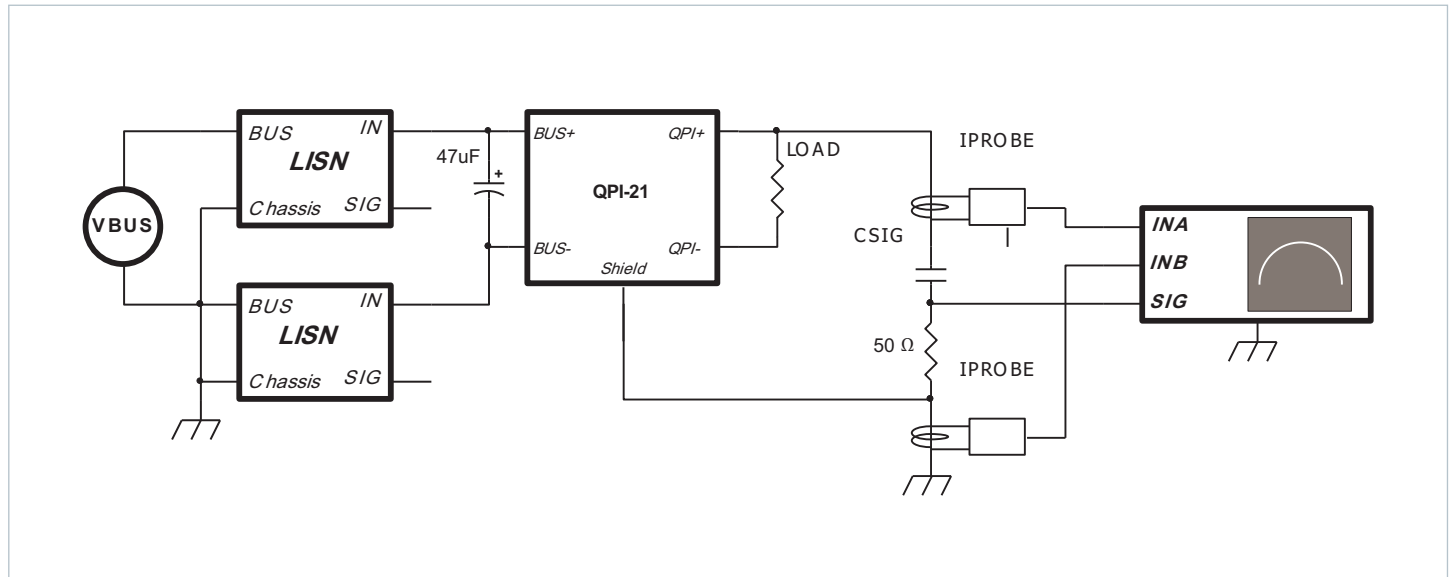 BUS
IN
LISN
Chassis
SIG
VBUS
BUS
IN
LISN
Chassis
SIG
47uF
+
BUS+
QPI+
QPI-21
BUS-
QPI-
Shield
LOAD
IPROBE
CSIG
50 Ω
IPROBE
INA
INB
SIG